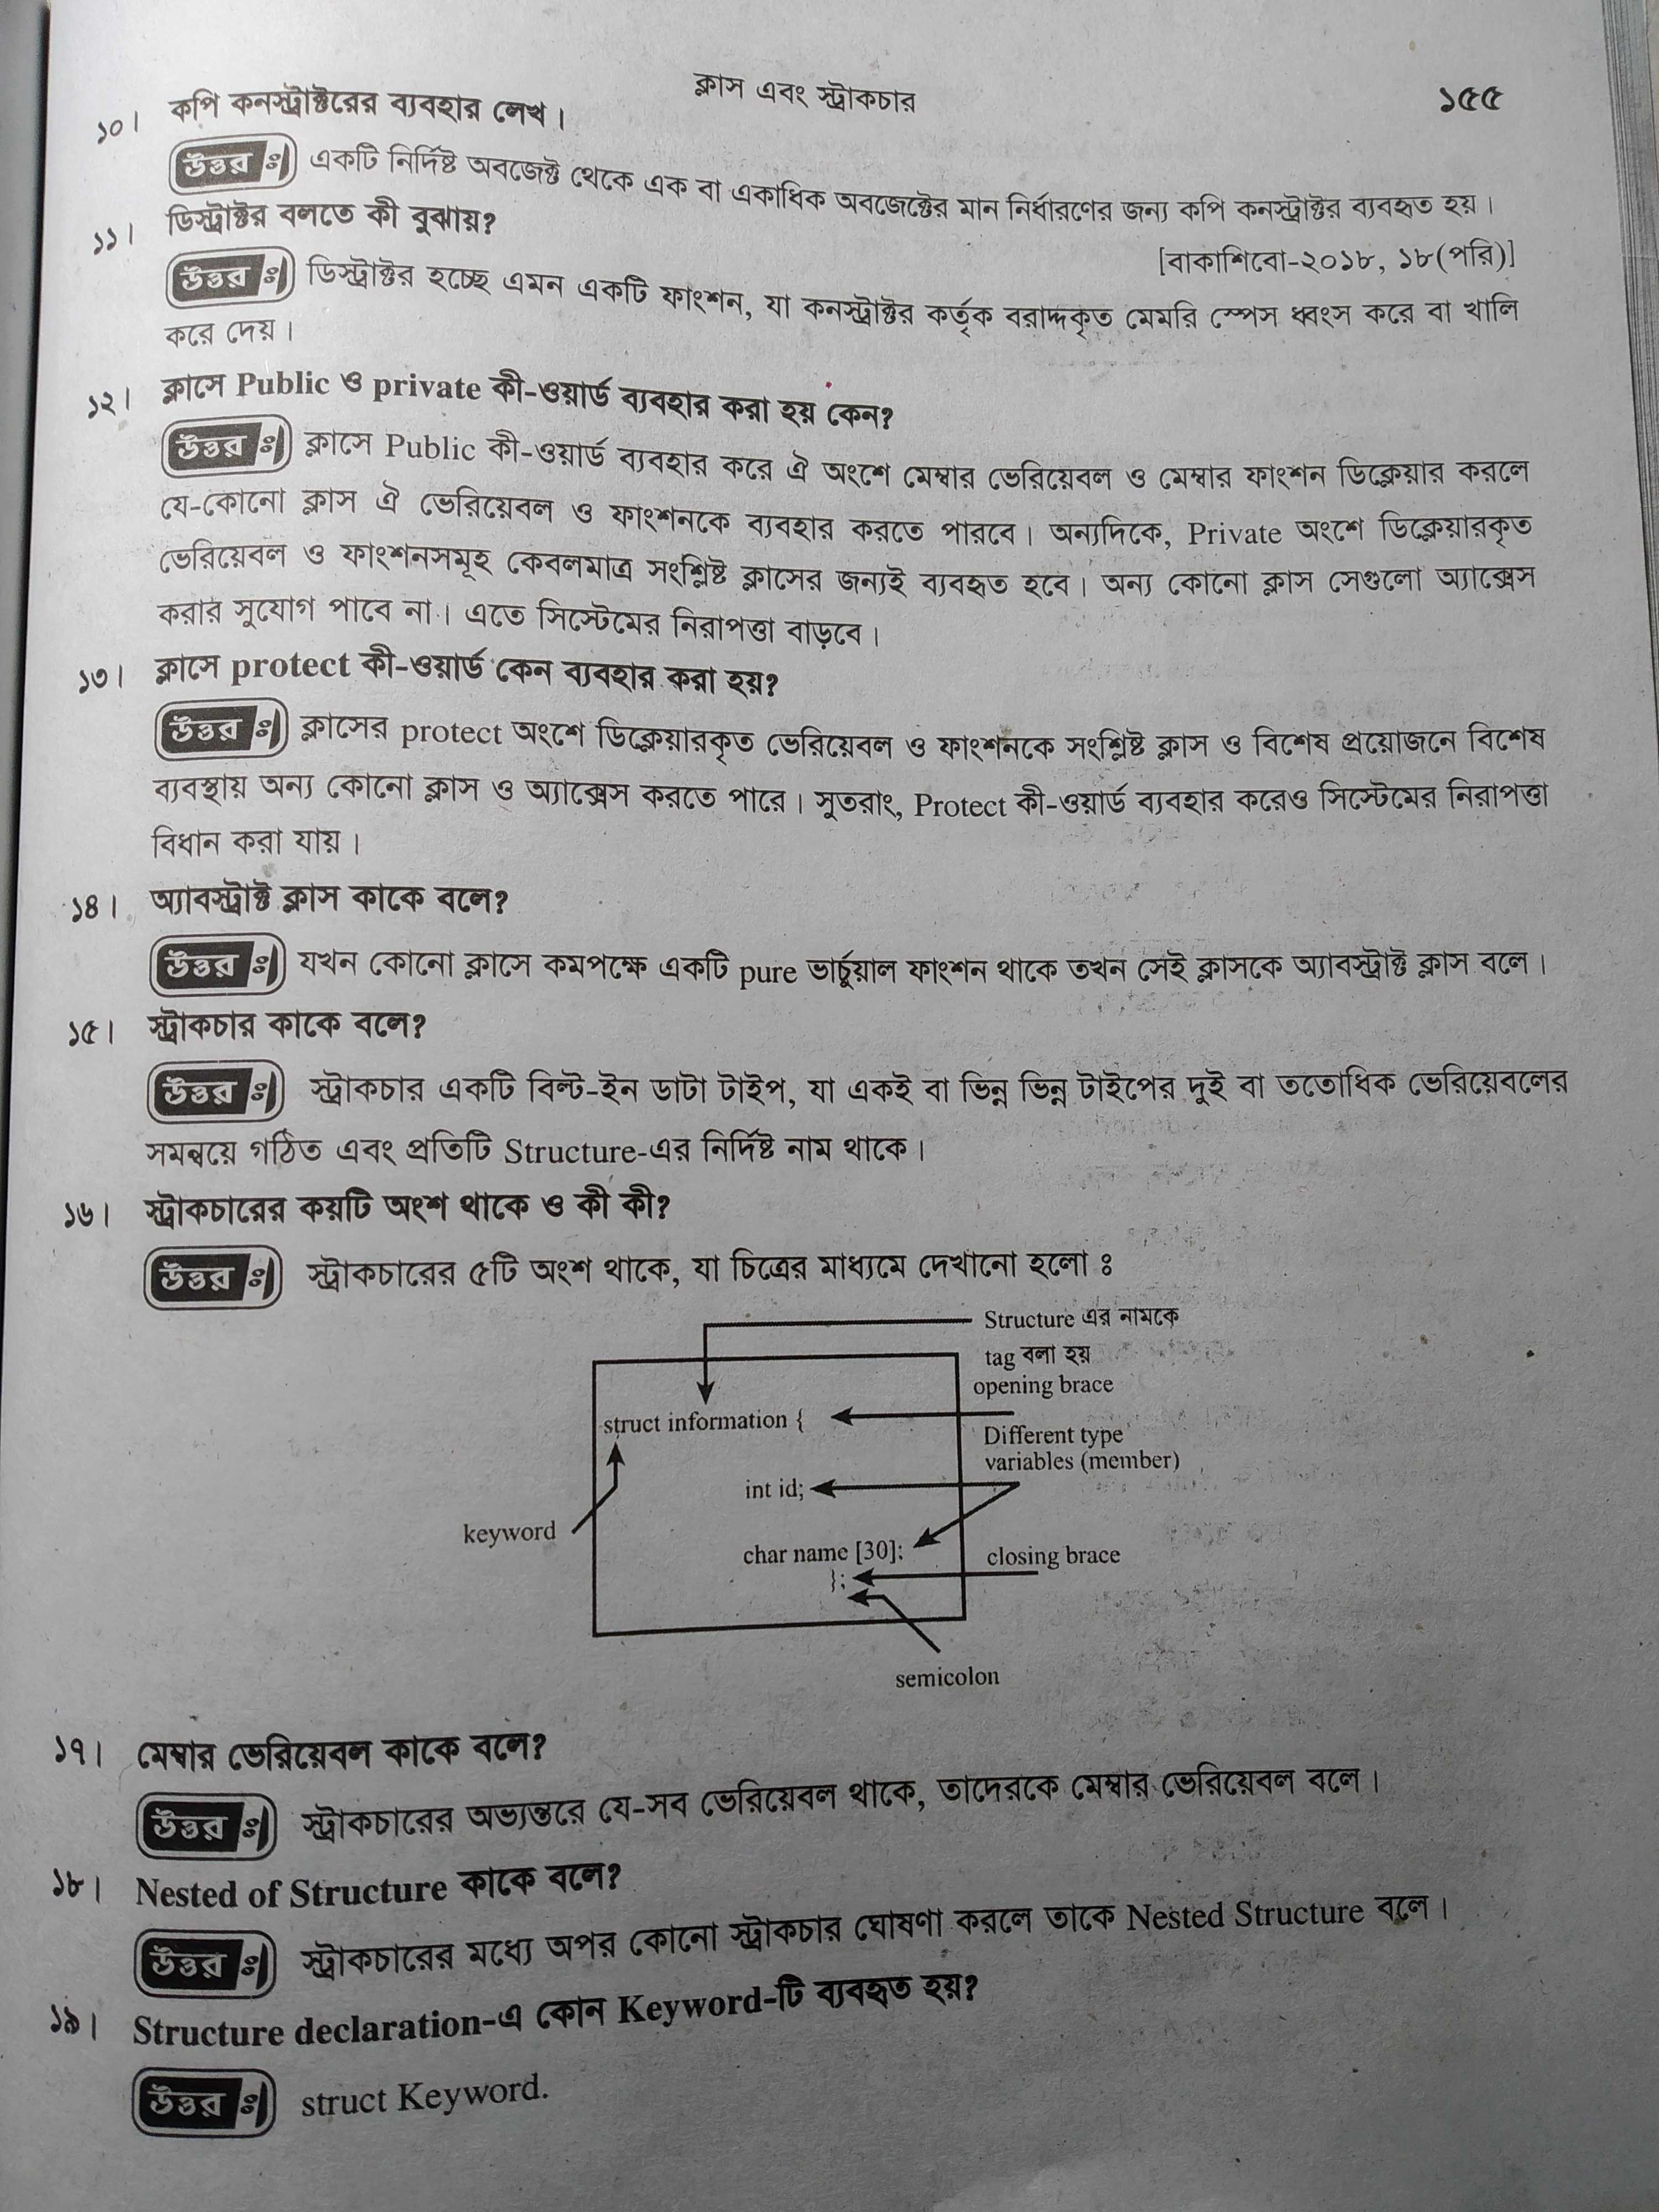 ক্লাস এবং স্ট্রাকচার
১৫৫
১০। কপি কনস্ট্রাক্টরের ব্যবহার লেখ।
উত্তর ঃ একটি নির্দিষ্ট অবজেক্ট থেকে এক বা একাধিক অবজেক্টের মান নির্ধারণের জন্য কপি কনস্ট্রাক্টর ব্যবহৃত হয়।
১১। ডিস্ট্রাক্টর বলতে কী বুঝায়?
[বাকাশিবো-২০১৮, ১৮(পরি)]
উত্তর ঃ ডিস্ট্রাক্টর হচ্ছে এমন একটি ফাংশন, যা কনস্ট্রাক্টর কর্তৃক বরাদ্দকৃত মেমরি স্পেস ধ্বংস করে বা খালি
করে দেয়।
১২। ক্লাসে Public ও private কী-ওয়ার্ড ব্যবহার করা হয় কেন?
উত্তর ঃ ক্লাসে Public কী-ওয়ার্ড ব্যবহার করে ঐ অংশে মেম্বার ভেরিয়েবল ও মেম্বার ফাংশন ডিক্লেয়ার করলে
যে-কোনো ক্লাস ঐ ভেরিয়েবল ও ফাংশনকে ব্যবহার করতে পারবে। অন্যদিকে, Private অংশে ডিক্লেয়ারকৃত
ভেরিয়েবল ও ফাংশনসমূহ কেবলমাত্র সংশ্লিষ্ট ক্লাসের জন্যই ব্যবহৃত হবে। অন্য কোনো ক্লাস সেগুলো অ্যাক্সেস
করার সুযোগ পাবে না। এতে সিস্টেমের নিরাপত্তা বাড়বে।
১৩। ক্লাসে protect কী-ওয়ার্ড কেন ব্যবহার করা হয়?
উত্তর ঃ ক্লাসের protect অংশে ডিক্লেয়ারকৃত ভেরিয়েবল ও ফাংশনকে সংশ্লিষ্ট ক্লাস ও বিশেষ প্রয়োজনে বিশেষ
ব্যবস্থায় অন্য কোনো ক্লাস ও অ্যাক্সেস করতে পারে। সুতরাং, Protect কী-ওয়ার্ড ব্যবহার করেও সিস্টেমের নিরাপত্তা
বিধান করা যায়।
১৪। অ্যাবস্ট্রাক্ট ক্লাস কাকে বলে?
উত্তর ঃ যখন কোনো ক্লাসে কমপক্ষে একটি pure ভার্চুয়াল ফাংশন থাকে তখন সেই ক্লাসকে অ্যাবস্ট্রাক্ট ক্লাস বলে।
১৫। স্ট্রাকচার কাকে বলে?
উত্তর ঃ স্ট্রাকচার একটি বিল্ট-ইন ডাটা টাইপ, যা একই বা ভিন্ন ভিন্ন টাইপের দুই বা ততোধিক ভেরিয়েবলের
সমন্বয়ে গঠিত এবং প্রতিটি Structure-এর নির্দিষ্ট নাম থাকে।
১৬। স্ট্রাকচারের কয়টি অংশ থাকে ও কী কী?
উত্তর ঃ স্ট্রাকচারের ৫টি অংশ থাকে, যা চিত্রের মাধ্যমে দেখানো হলো ঃ
Structure এর নামকে
tag বলা হয়
opening brace
struct information {
Different type
variables (member)
int id;
keyword
char name [30];
closing brace
};
semicolon
১৭। মেম্বার ভেরিয়েবল কাকে বলে?
উত্তর ঃ স্ট্রাকচারের অভ্যন্তরে যে-সব ভেরিয়েবল থাকে, তাদেরকে মেম্বার ভেরিয়েবল বলে।
১৮। Nested of Structure কাকে বলে?
উত্তর ঃ স্ট্রাকচারের মধ্যে অপর কোনো স্ট্রাকচার ঘোষণা করলে তাকে Nested Structure বলে।
১৯। Structure declaration-এ কোন Keyword-টি ব্যবহৃত হয়?
উত্তর ঃ struct Keyword.